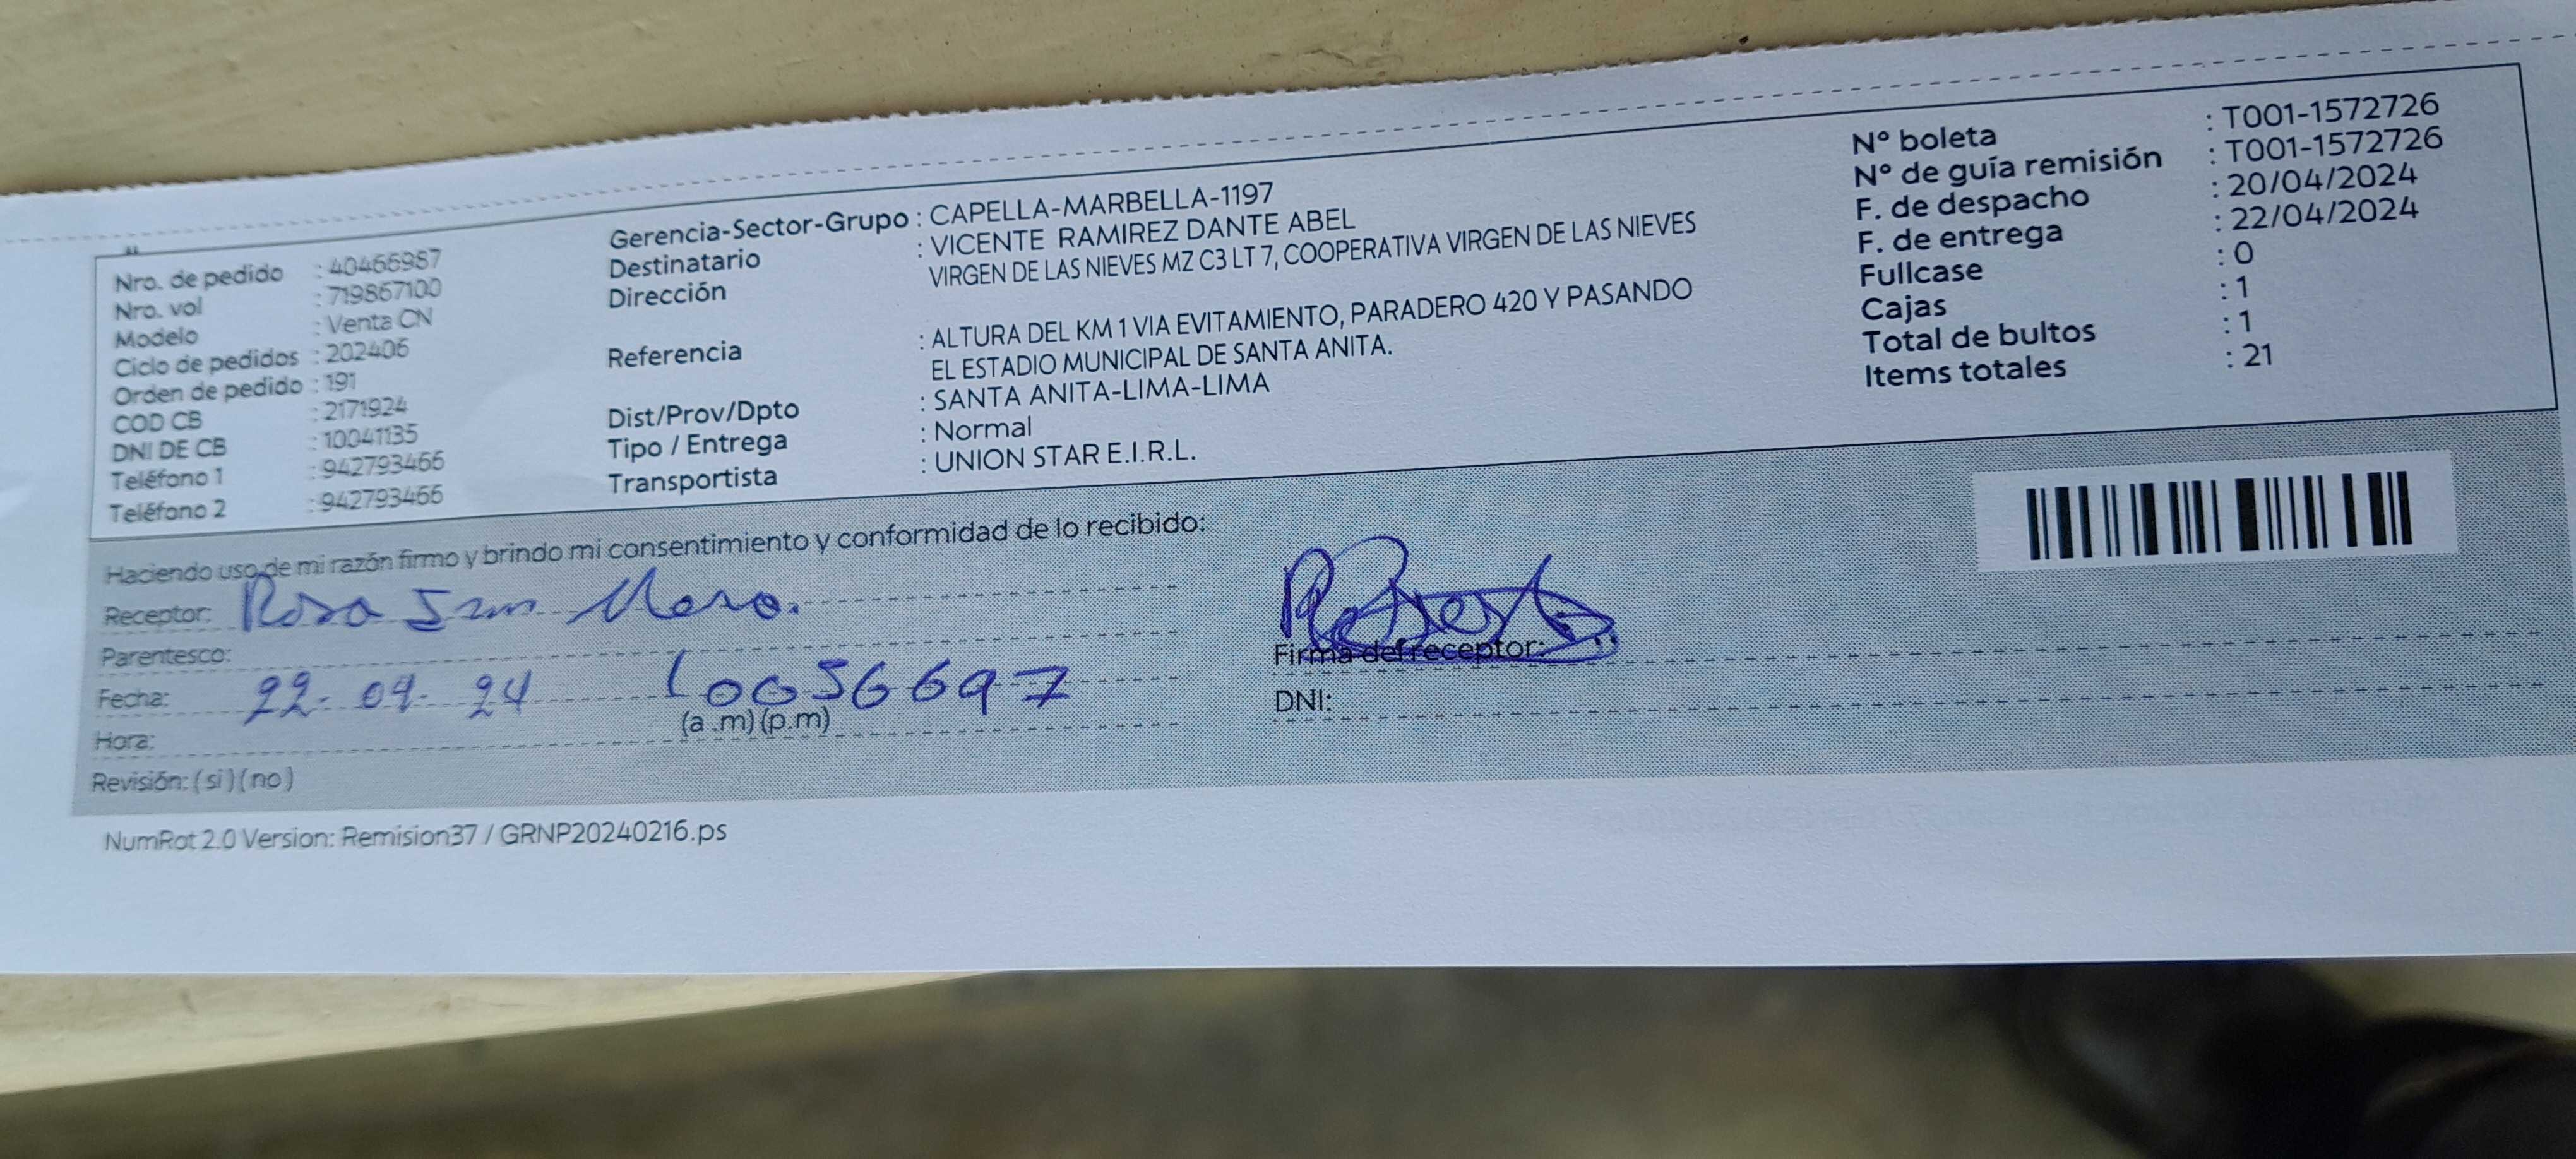 Nro. de pedido : 40466987
Nro. vol : 719867100
Modelo : Venta CN
Ciclo de pedidos : 202406
Orden de pedido : 191
COD CB : 2171924
DNI DE CB : 10041135
Teléfono 1 : 942793466
Teléfono 2 : 942793466
Gerencia-Sector-Grupo : CAPELLA-MARBELLA-1197
Destinatario : VICENTE RAMIREZ DANTE ABEL
Dirección VIRGEN DE LAS NIEVES MZ C3 LT 7, COOPERATIVA VIRGEN DE LAS NIEVES
Referencia : ALTURA DEL KM 1 VIA EVITAMIENTO, PARADERO 420 Y PASANDO
EL ESTADIO MUNICIPAL DE SANTA ANITA.
Dist/Prov/Dpto : SANTA ANITA-LIMA-LIMA
Tipo / Entrega : Normal
Transportista : UNION STAR E.I.R.L.
Nº boleta : T001-1572726
Nº de guía remisión : T001-1572726
F. de despacho : 20/04/2024
F. de entrega : 22/04/2024
Fullcase : 0
Cajas : 1
Total de bultos : 1
Items totales : 21
Haciendo uso de mi razón firmo y brindo mi consentimiento y conformidad de lo recibido:
Receptor: Rosa
Parentesco:
Fecha: 22-04-24 10056697
Hora: (a .m) (p.m)
Revisión: ( si ) ( no )
Firma del receptor:
DNI:
NumRot 2.0 Version: Remision37 / GRNP20240216.ps